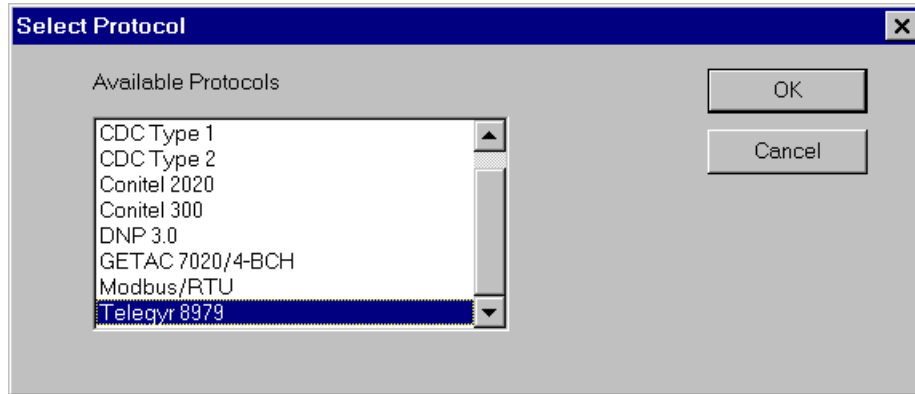 Select Protocol
Available Protocols
OK
Cancel
CDC Type 1
CDC Type 2
Conitel 2020
Conitel 300
DNP 3.0
GETAC 7020/4-BCH
Modbus/RTU
Telegyr 8979